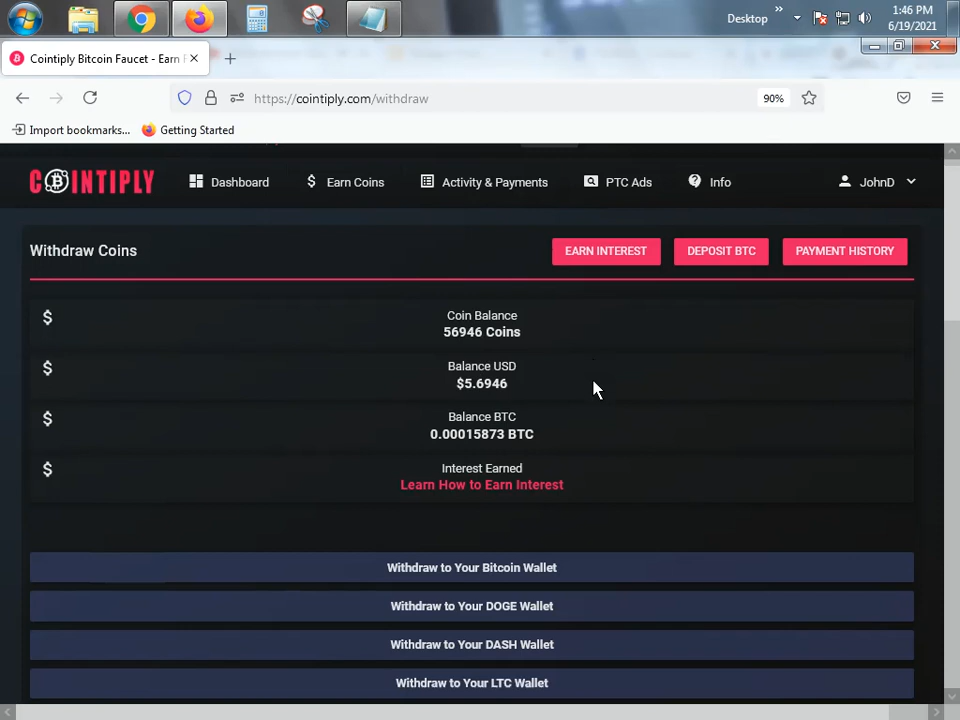 Desktop
1:46 PM
6/19/2021
Cointiply Bitcoin Faucet - Earn
https://cointiply.com/withdraw
90%
Import bookmarks...
Getting Started
COINTIPLY
Dashboard
Earn Coins
Activity & Payments
PTC Ads
Info
JohnD
Withdraw Coins
EARN INTEREST
DEPOSIT BTC
PAYMENT HISTORY
Coin Balance
56946 Coins
Balance USD
$5.6946
Balance BTC
0.00015873 BTC
Interest Earned
Learn How to Earn Interest
Withdraw to Your Bitcoin Wallet
Withdraw to Your DOGE Wallet
Withdraw to Your DASH Wallet
Withdraw to Your LTC Wallet